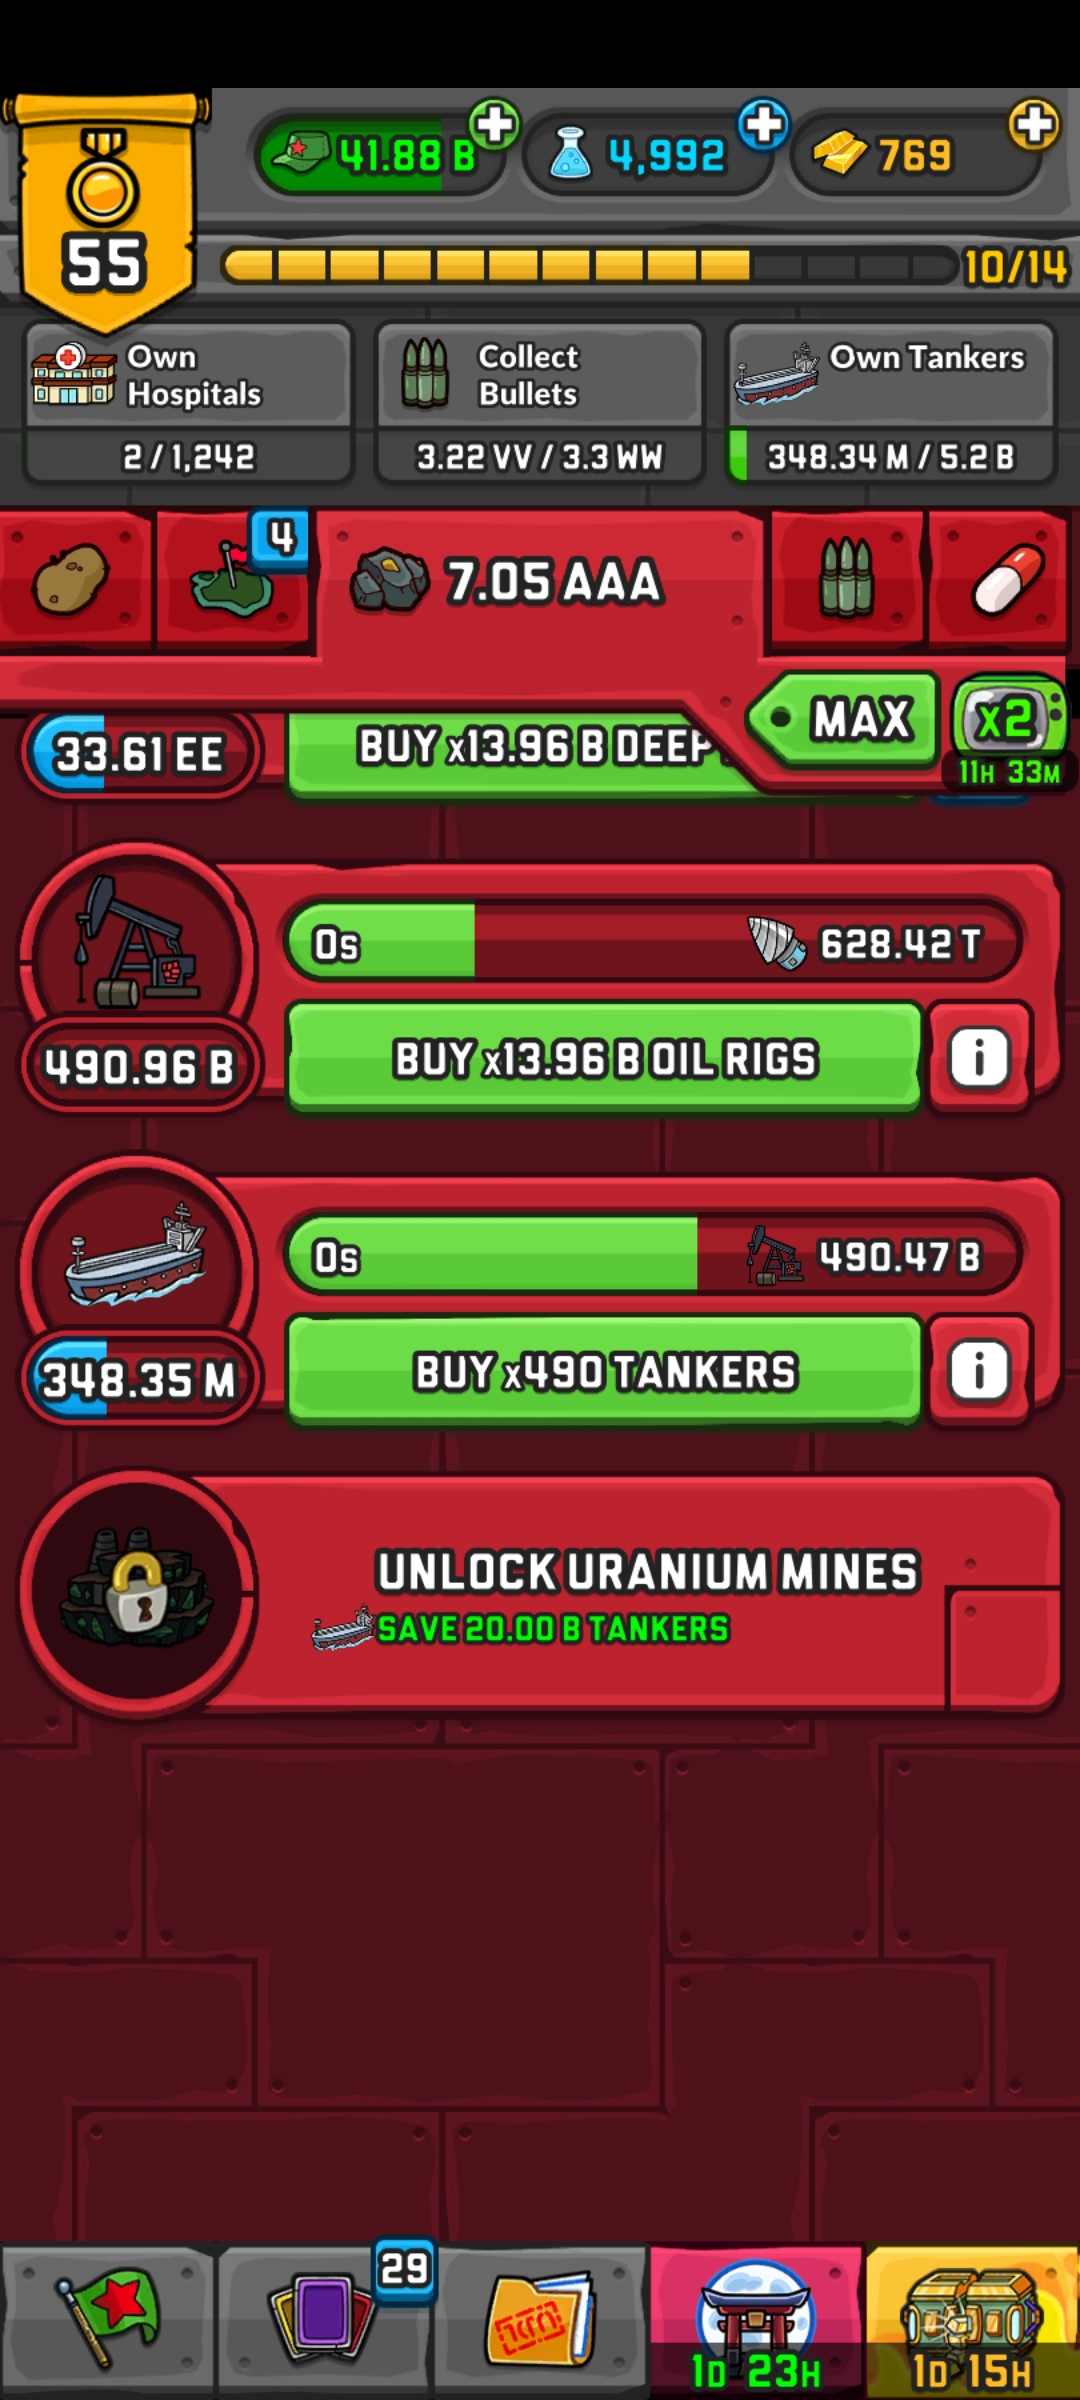 41.88 B
4,992
769
55
10/14
Own Hospitals
Collect Bullets
Own Tankers
2 / 1,242
3.22 VV / 3.3 WW
348.34 M / 5.2 B
4
7.05 AAA
MAX
x2
11H 33M
33.61 EE
BUY x13.96 B DEEP
0s
628.42 T
490.96 B
BUY x13.96 B OIL RIGS
i
0s
490.47 B
348.35 M
BUY x490 TANKERS
i
UNLOCK URANIUM MINES
SAVE 20.00 B TANKERS
29
1D 23H
1D 15H